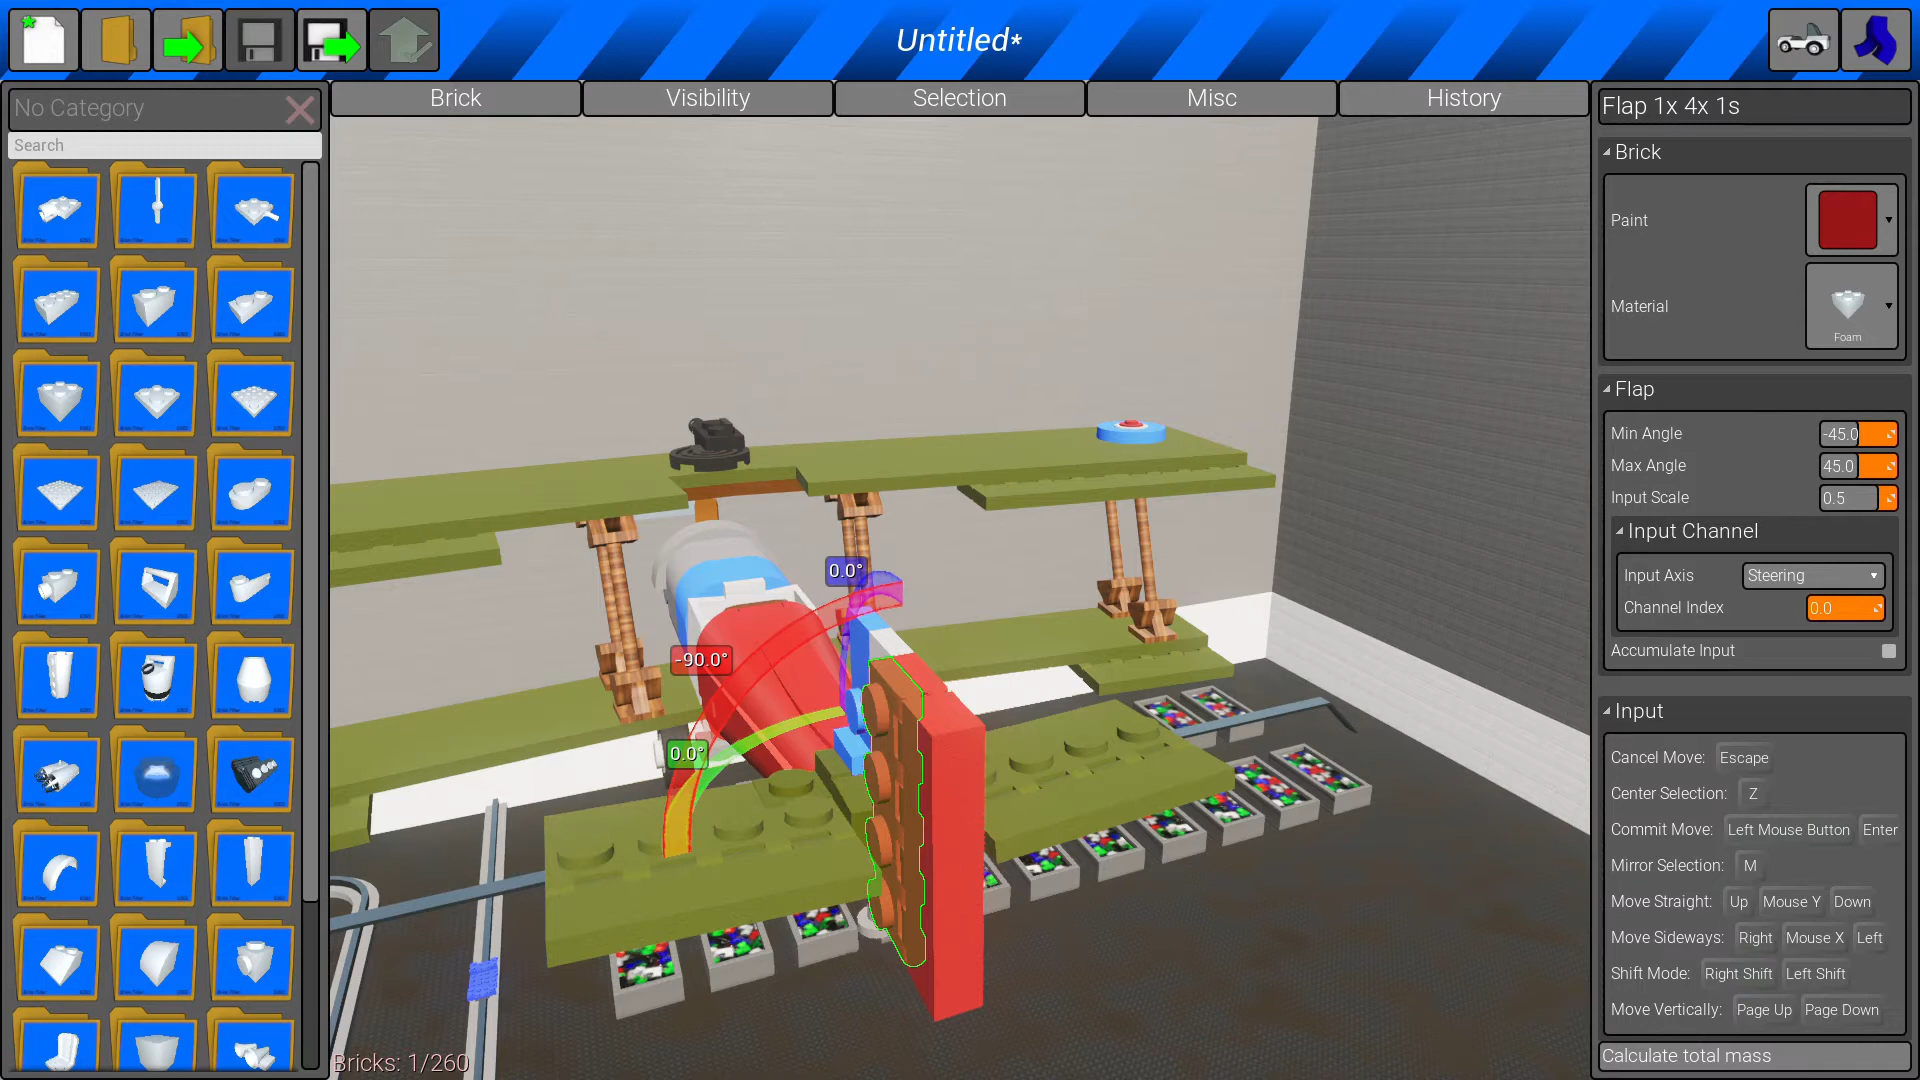 Untitled*
No Category
Search
Brick
Visibility
Selection
Misc
History
0.0°
-90.0°
0.0°
Bricks: 1/260
Flap 1x 4x 1s
Brick
Paint
Material
Foam
Flap
Min Angle
-45.0
Max Angle
45.0
Input Scale
0.5
Input Channel
Input Axis
Steering
Channel Index
0.0
Accumulate Input
Input
Cancel Move: Escape
Center Selection: Z
Commit Move: Left Mouse Button Enter
Mirror Selection: M
Move Straight: Up Mouse Y Down
Move Sideways: Right Mouse X Left
Shift Mode: Right Shift Left Shift
Move Vertically: Page Up Page Down
Calculate total mass